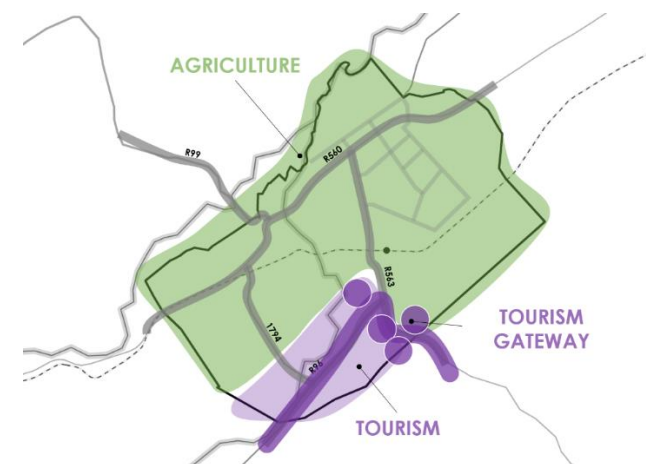 AGRICULTURE
R99
R560
R563
1794
R96
TOURISM
GATEWAY
TOURISM